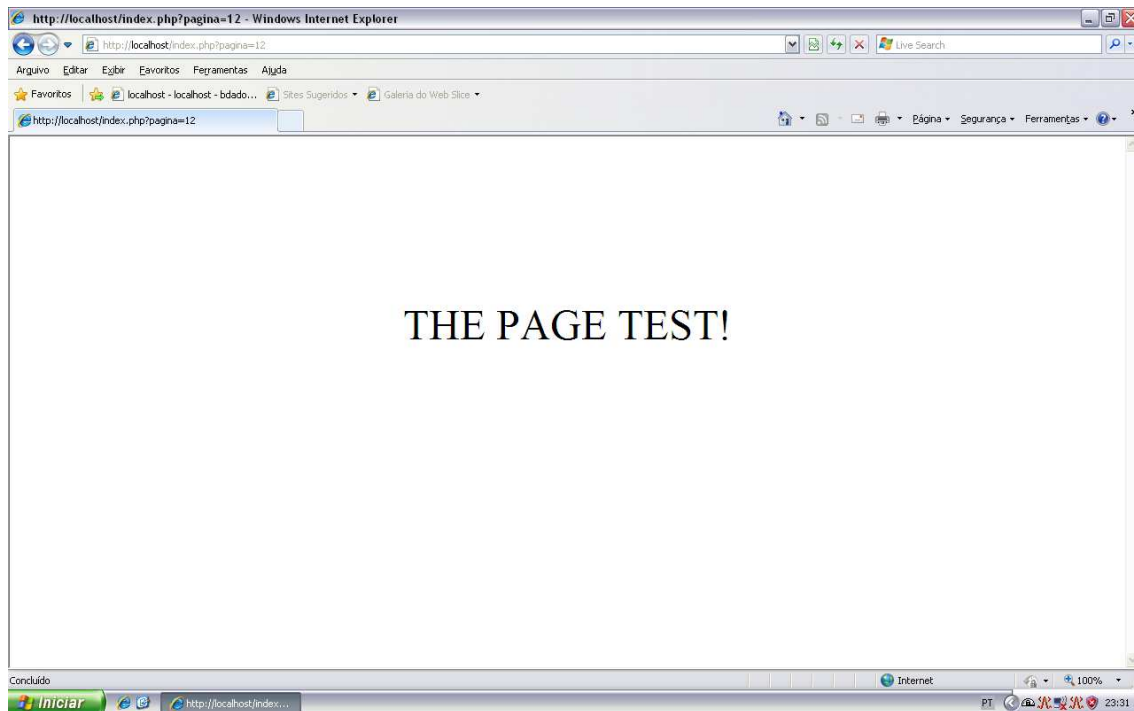 http://localhost/index.php?pagina=12 - Windows Internet Explorer
http://localhost/index.php?pagina=12
Live Search
Arquivo Editar Exibir Favoritos Ferramentas Ajuda
Favoritos localhost - localhost - bdado... Sites Sugeridos Galeria do Web Slice
http://localhost/index.php?pagina=12 Página Segurança Ferramentas
THE PAGE TEST!
Concluído Internet 100%
Iniciar http://localhost/index... PT 23:31